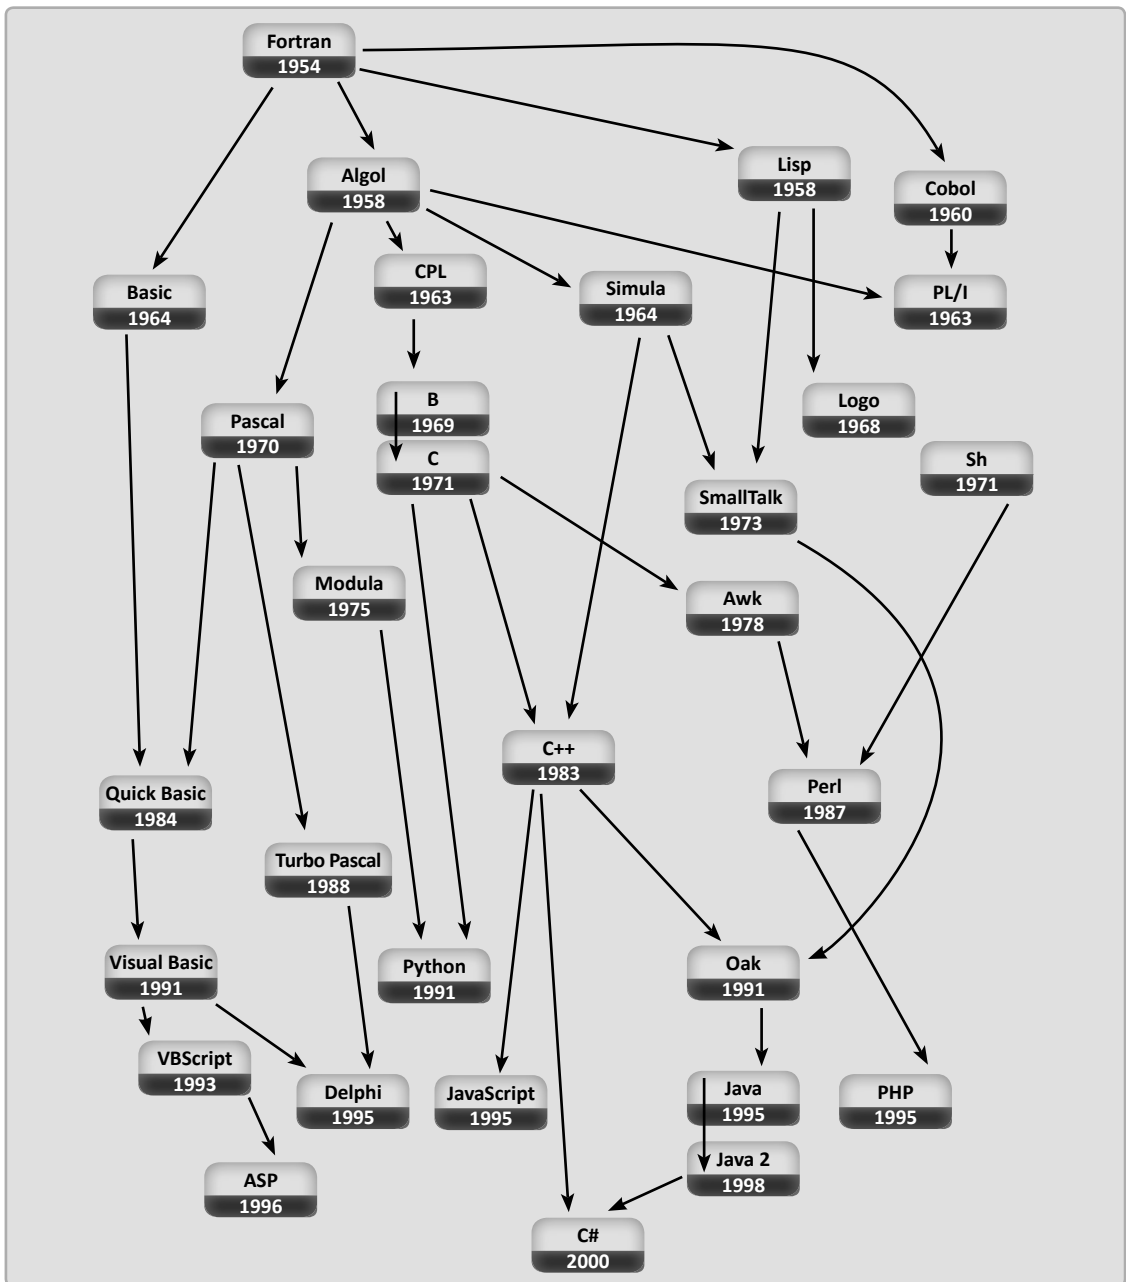 Fortran
1954
Lisp
1958
Algol
1958
Cobol
1960
CPL
1963
Simula
1964
Basic
1964
PL/I
1963
B
1969
Logo
1968
Pascal
1970
C
1971
Sh
1971
SmallTalk
1973
Modula
1975
Awk
1978
C++
1983
Perl
1987
Quick Basic
1984
Turbo Pascal
1988
Visual Basic
1991
Python
1991
Oak
1991
VBScript
1993
Delphi
1995
JavaScript
1995
Java
1995
PHP
1995
Java 2
1998
ASP
1996
C#
2000